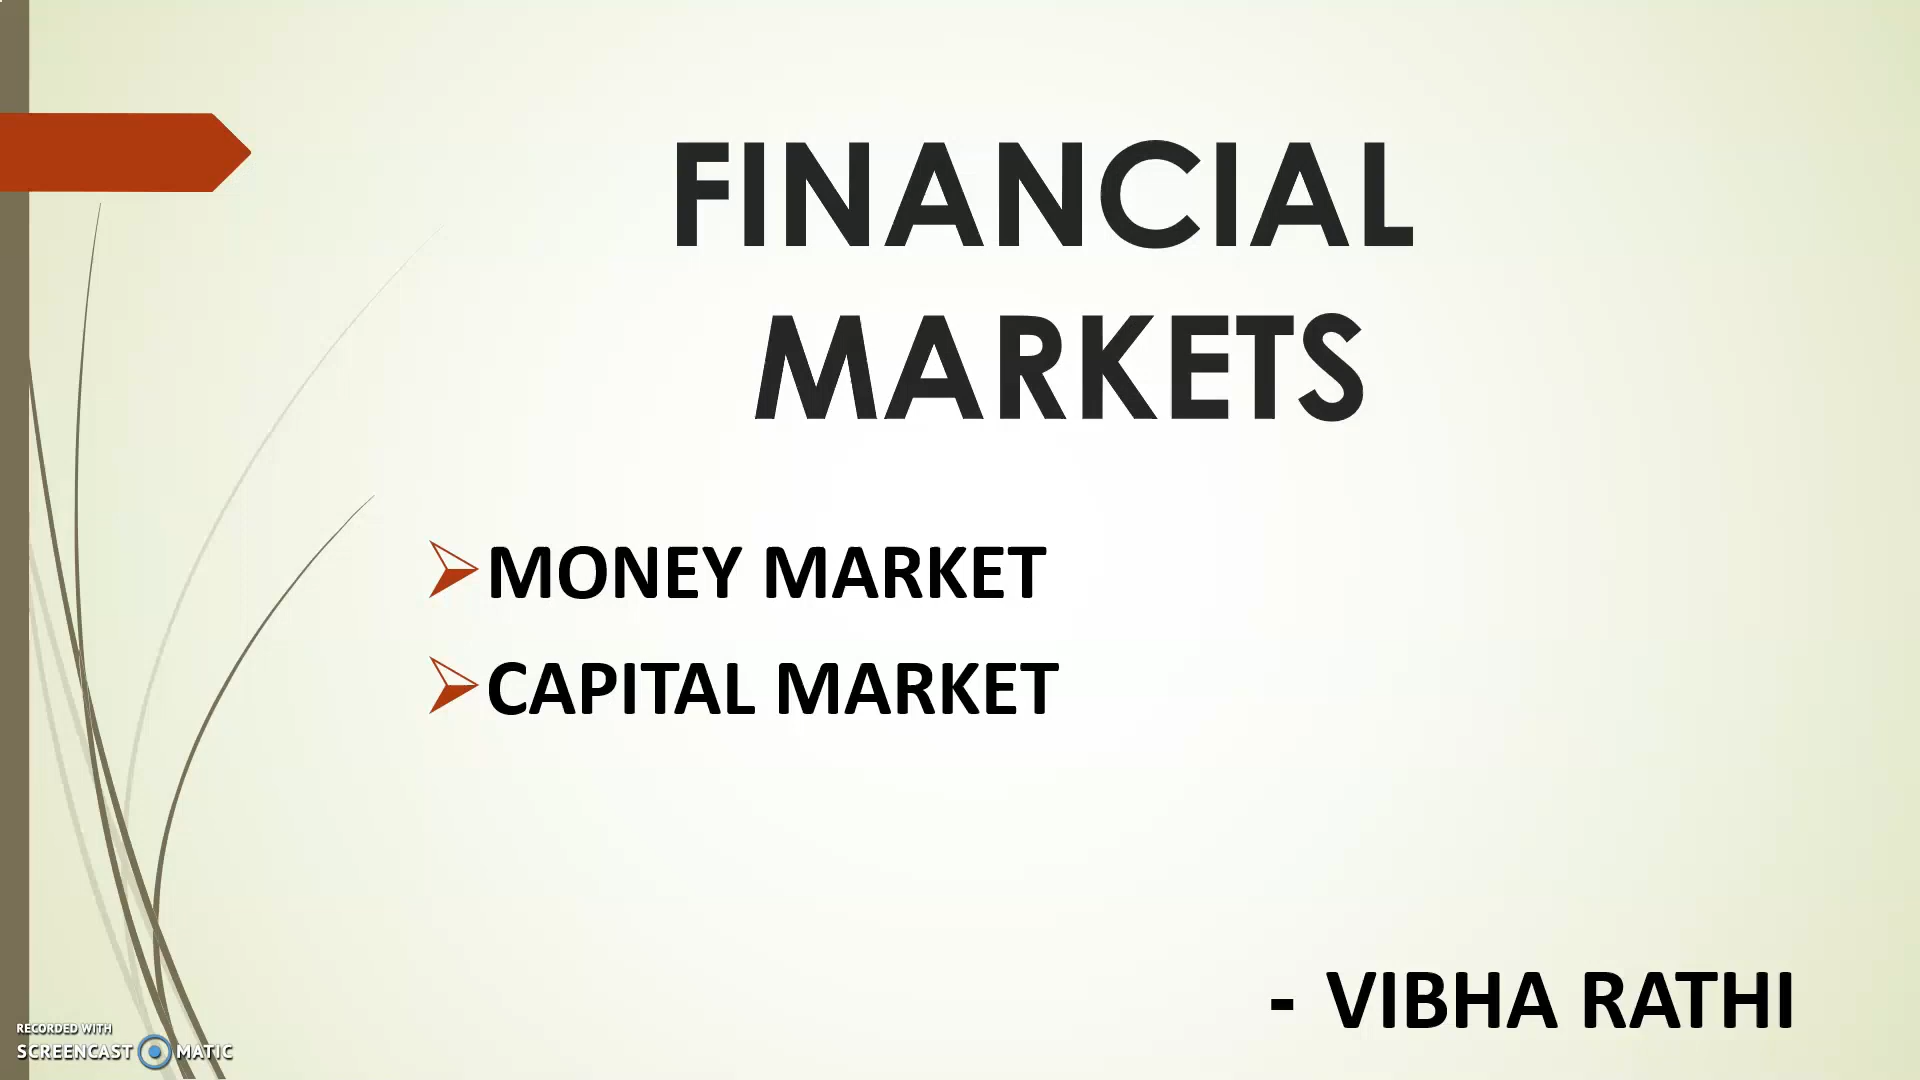 FINANCIAL
MARKETS
MONEY MARKET
CAPITAL MARKET
- VIBHA RATHI
RECORDED WITH
SCREENCAST MATIC